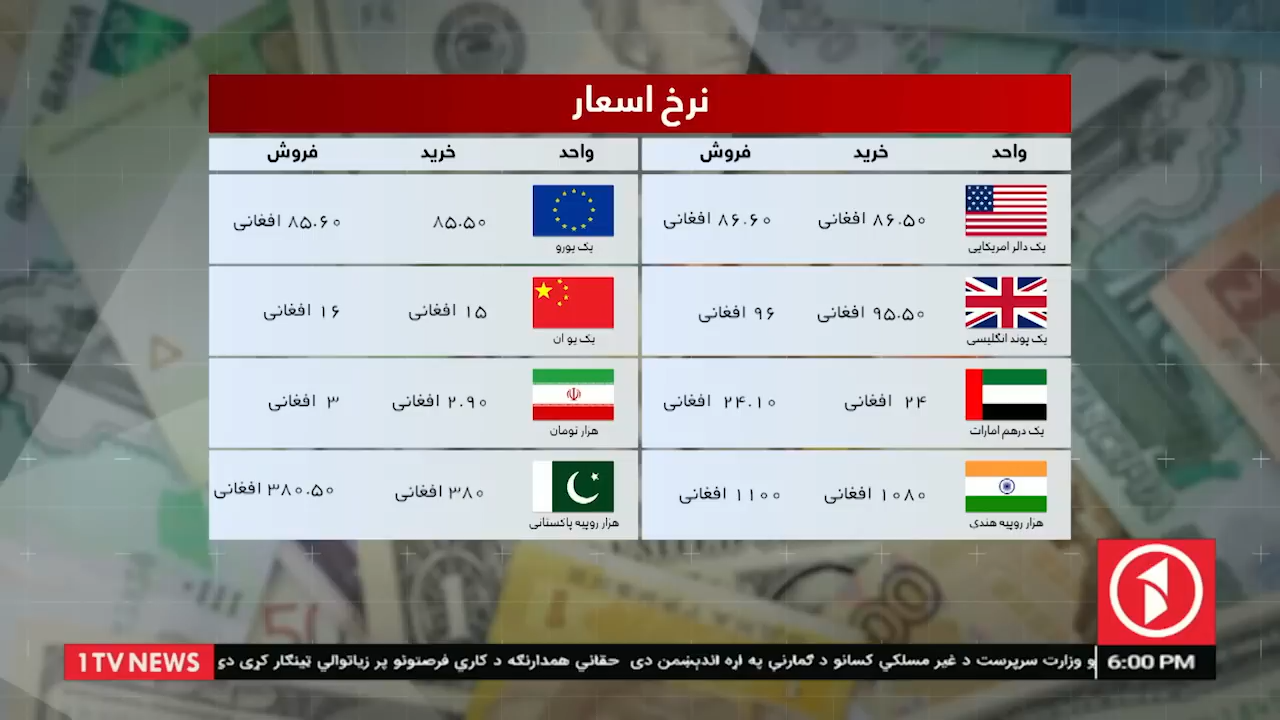 نرخ اسعار
واحد خرید فروش واحد خرید فروش
۸۶.۵۰ افغانی ۸۶.۶۰ افغانی ۸۵.۵۰ ۸۵.۶۰ افغانی
یک دالر امریکایی یک یورو
۹۵.۵۰ افغانی ۹۶ افغانی ۱۵ افغانی ۱۶ افغانی
یک پوند انگلیسی یک یو ان
۲۴ افغانی ۲۴.۱۰ افغانی ۲.۹۰ افغانی ۳ افغانی
یک درهم امارات هزار تومان
۱۰۸۰ افغانی ۱۱۰۰ افغانی ۳۸۰ افغانی ۳۸۰.۵۰ افغانی
هزار روپیه هندی هزار روپیه پاکستانی
1TV NEWS
و وزارت سرپرست د غیر مسلکي کسانو د ګمارنې په اړه اندېښمن دی حقاني همدارنګه د کاري فرصتونو پر زیاتوالي ټینګار کړی دی
6:00 PM